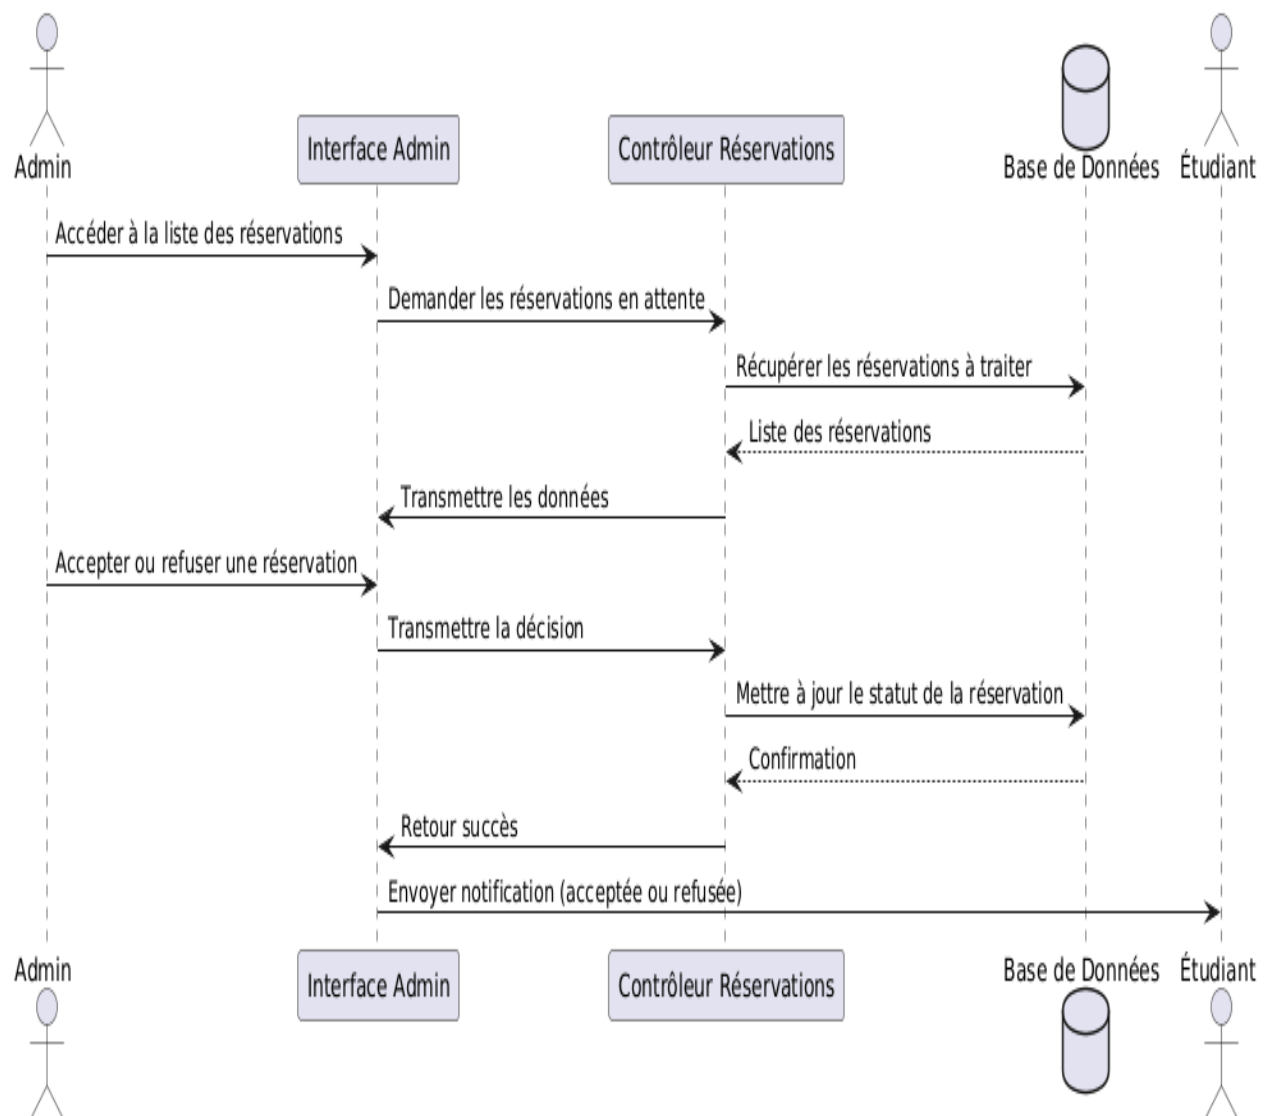 Admin
Interface Admin
Contrôleur Réservations
Base de Données
Étudiant
Accéder à la liste des réservations
Demander les réservations en attente
Récupérer les réservations à traiter
Liste des réservations
Transmettre les données
Accepter ou refuser une réservation
Transmettre la décision
Mettre à jour le statut de la réservation
Confirmation
Retour succès
Envoyer notification (acceptée ou refusée)
Admin
Interface Admin
Contrôleur Réservations
Base de Données
Étudiant